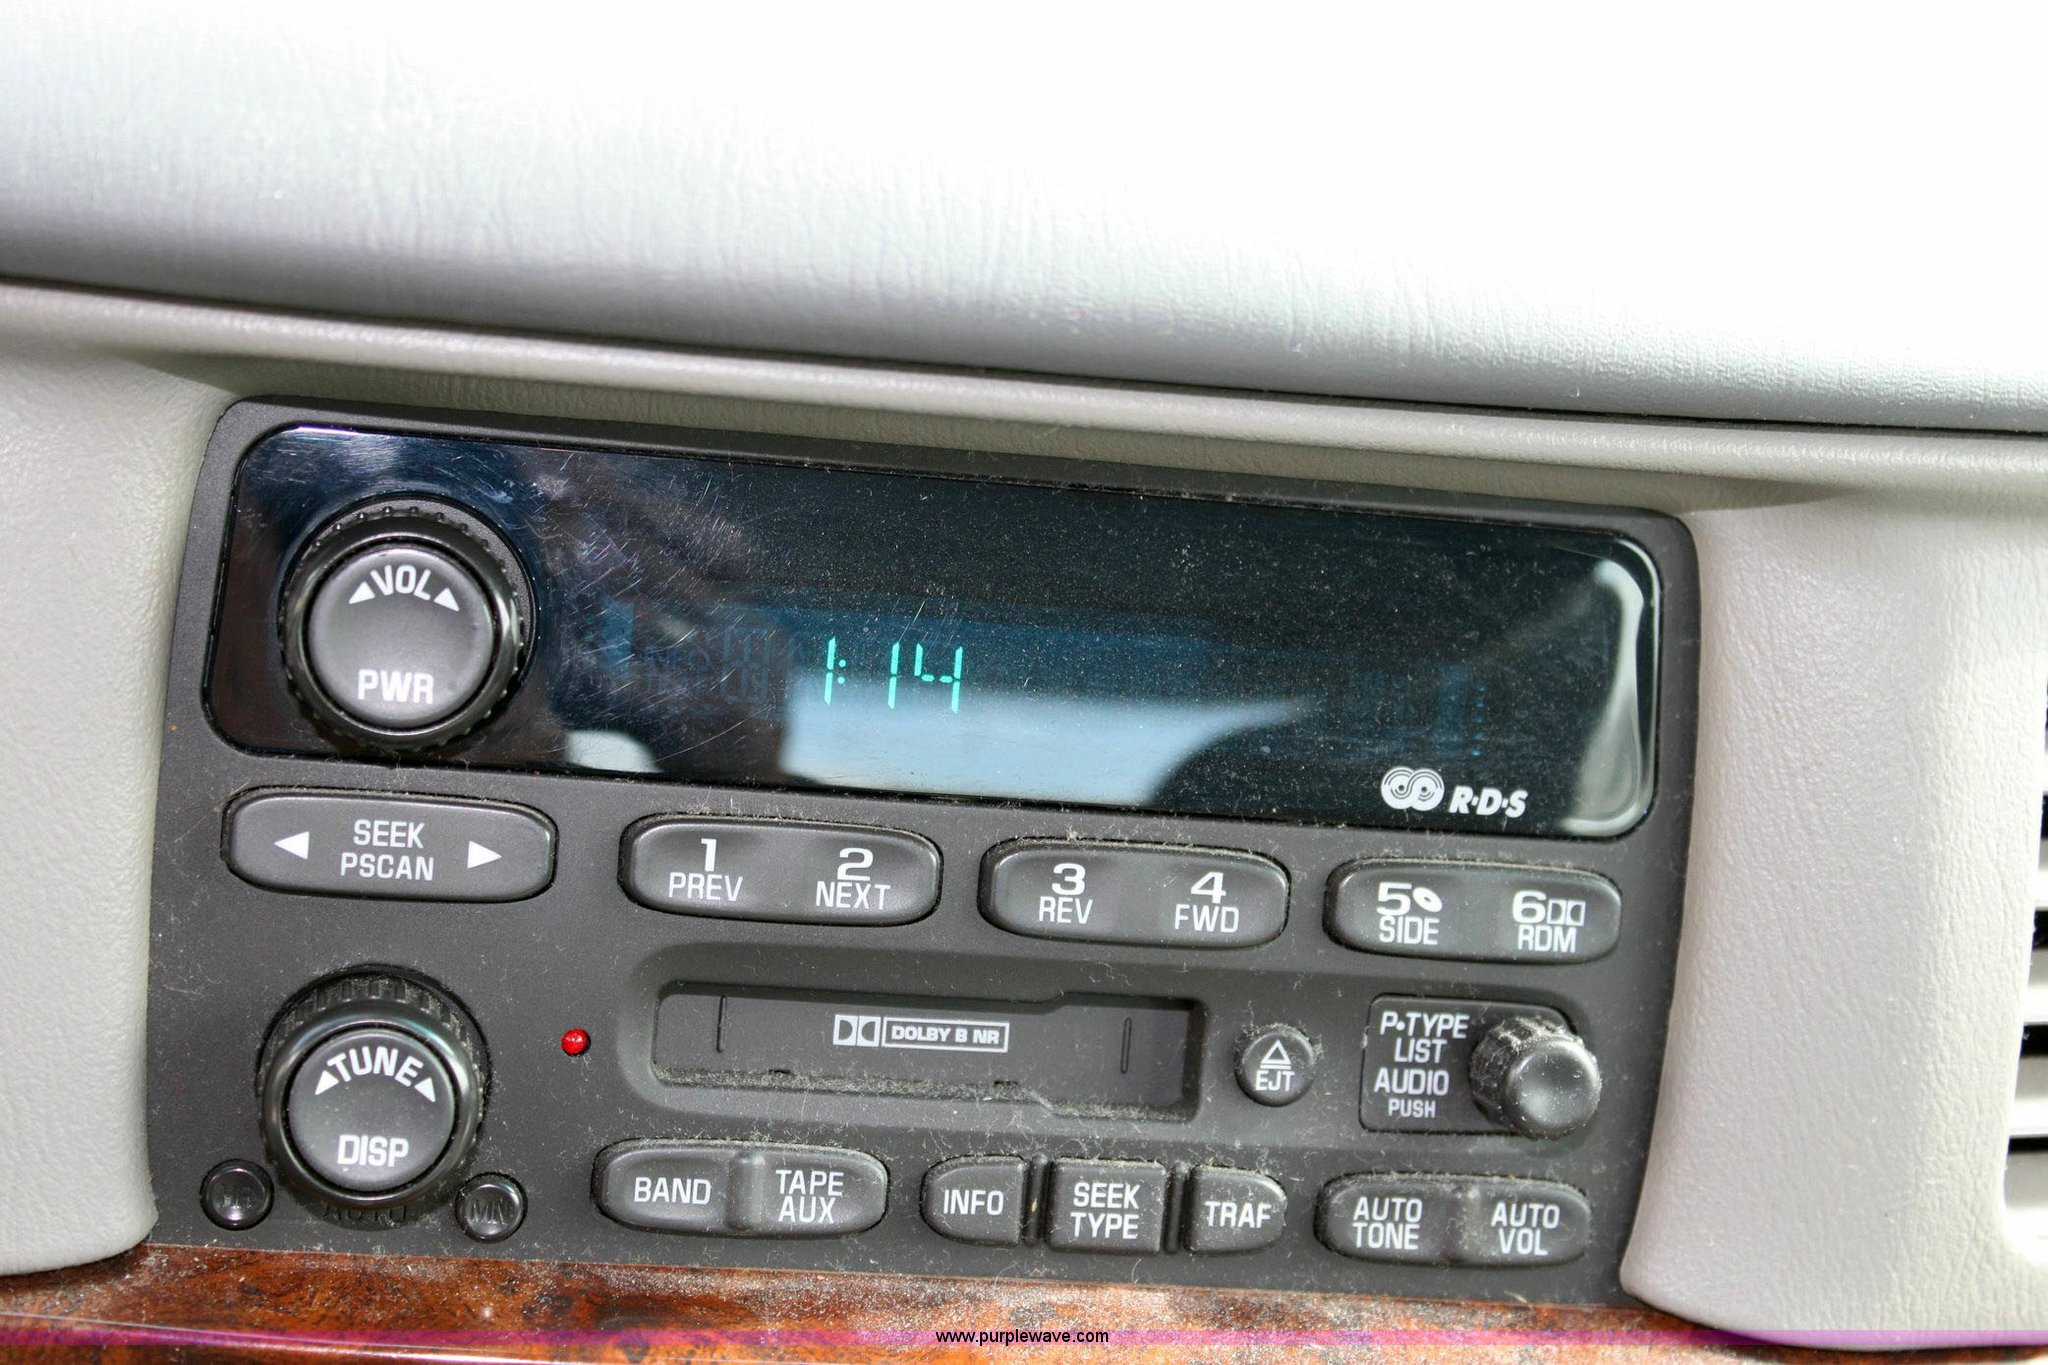 VOL
PWR
1:14
R·D·S
SEEK
PSCAN
1
PREV
2
NEXT
3
REV
4
FWD
5
SIDE
6
RDM
TUNE
DISP
DOLBY B NR
EJT
P•TYPE
LIST
AUDIO
PUSH
MN
BAND
TAPE
AUX
INFO
SEEK
TYPE
TRAF
AUTO
TONE
AUTO
VOL
www.purplewave.com